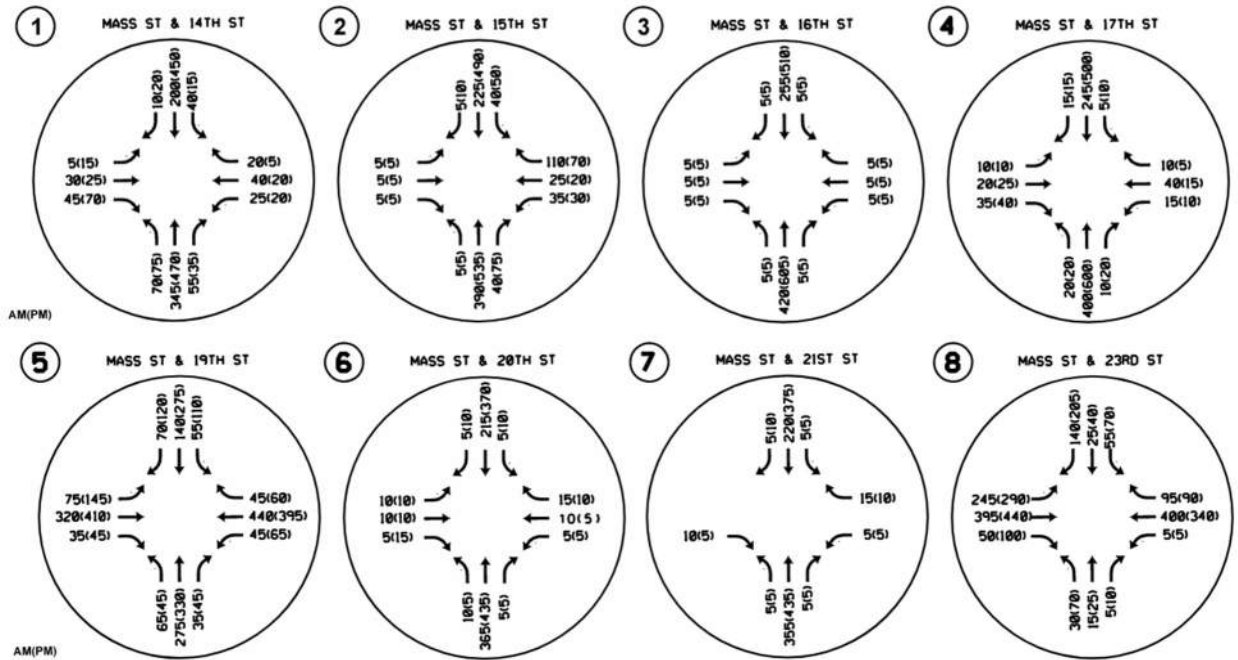 1 MASS ST & 14TH ST
10(20) 200(450) 40(15)
5(15) 20(5)
30(25) 40(20)
45(70) 25(20)
70(75) 345(470) 55(35)
2 MASS ST & 15TH ST
5(10) 225(490) 40(50)
5(5) 110(70)
5(5) 25(20)
5(5) 35(30)
5(5) 390(535) 40(75)
3 MASS ST & 16TH ST
5(5) 255(510) 5(5)
5(5) 5(5)
5(5) 5(5)
5(5) 5(5)
5(5) 420(605) 5(5)
4 MASS ST & 17TH ST
15(15) 245(500) 5(10)
10(10) 10(5)
20(25) 40(15)
35(40) 15(10)
20(20) 400(600) 10(20)
AM(PM)
5 MASS ST & 19TH ST
70(120) 140(275) 55(110)
75(145) 45(60)
320(410) 440(395)
35(45) 45(65)
65(45) 275(330) 35(45)
6 MASS ST & 20TH ST
5(10) 215(370) 5(10)
10(10) 15(10)
10(10) 10(5)
5(15) 5(5)
10(5) 365(435) 5(5)
7 MASS ST & 21ST ST
5(10) 220(375) 5(5)
15(10)
10(5) 5(5)
5(5) 355(435) 5(5)
8 MASS ST & 23RD ST
140(205) 25(40) 55(70)
245(290) 95(90)
395(440) 400(340)
50(100) 5(5)
30(70) 15(25) 5(10)
AM(PM)